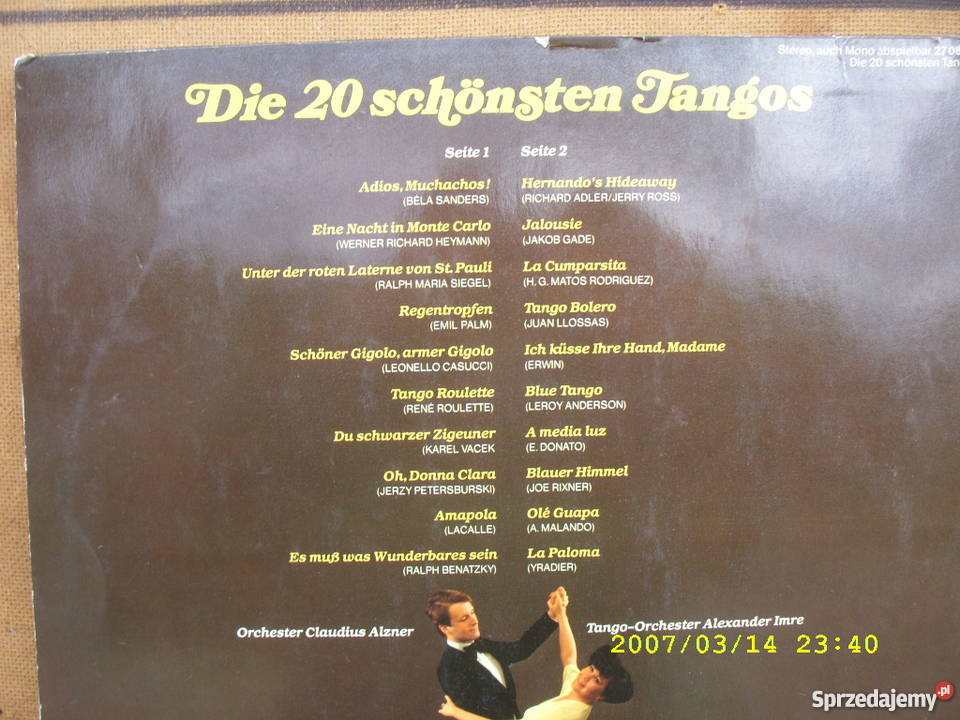 Stereo, auch Mono abspielbar 27 08
Die 20 schönsten Tan
Die 20 schönsten Tangos
Seite 1
Adios, Muchachos!
(BÉLA SANDERS)
Eine Nacht in Monte Carlo
(WERNER RICHARD HEYMANN)
Unter der roten Laterne von St. Pauli
(RALPH MARIA SIEGEL)
Regentropfen
(EMIL PALM)
Schöner Gigolo, armer Gigolo
(LEONELLO CASUCCI)
Tango Roulette
(RENÉ ROULETTE)
Du schwarzer Zigeuner
(KAREL VACEK
Oh, Donna Clara
(JERZY PETERSBURSKI)
Amapola
(LACALLE)
Es muß was Wunderbares sein
(RALPH BENATZKY)
Seite 2
Hernando's Hideaway
(RICHARD ADLER/JERRY ROSS)
Jalousie
(JAKOB GADE)
La Cumparsita
(H. G. MATOS RODRIGUEZ)
Tango Bolero
(JUAN LLOSSAS)
Ich küsse Ihre Hand, Madame
(ERWIN)
Blue Tango
(LEROY ANDERSON)
A media luz
(E. DONATO)
Blauer Himmel
(JOE RIXNER)
Olé Guapa
(A. MALANDO)
La Paloma
(YRADIER)
Orchester Claudius Alzner
Tango-Orchester Alexander Imre
2007/03/14 23:40
Sprzedajemy.pl